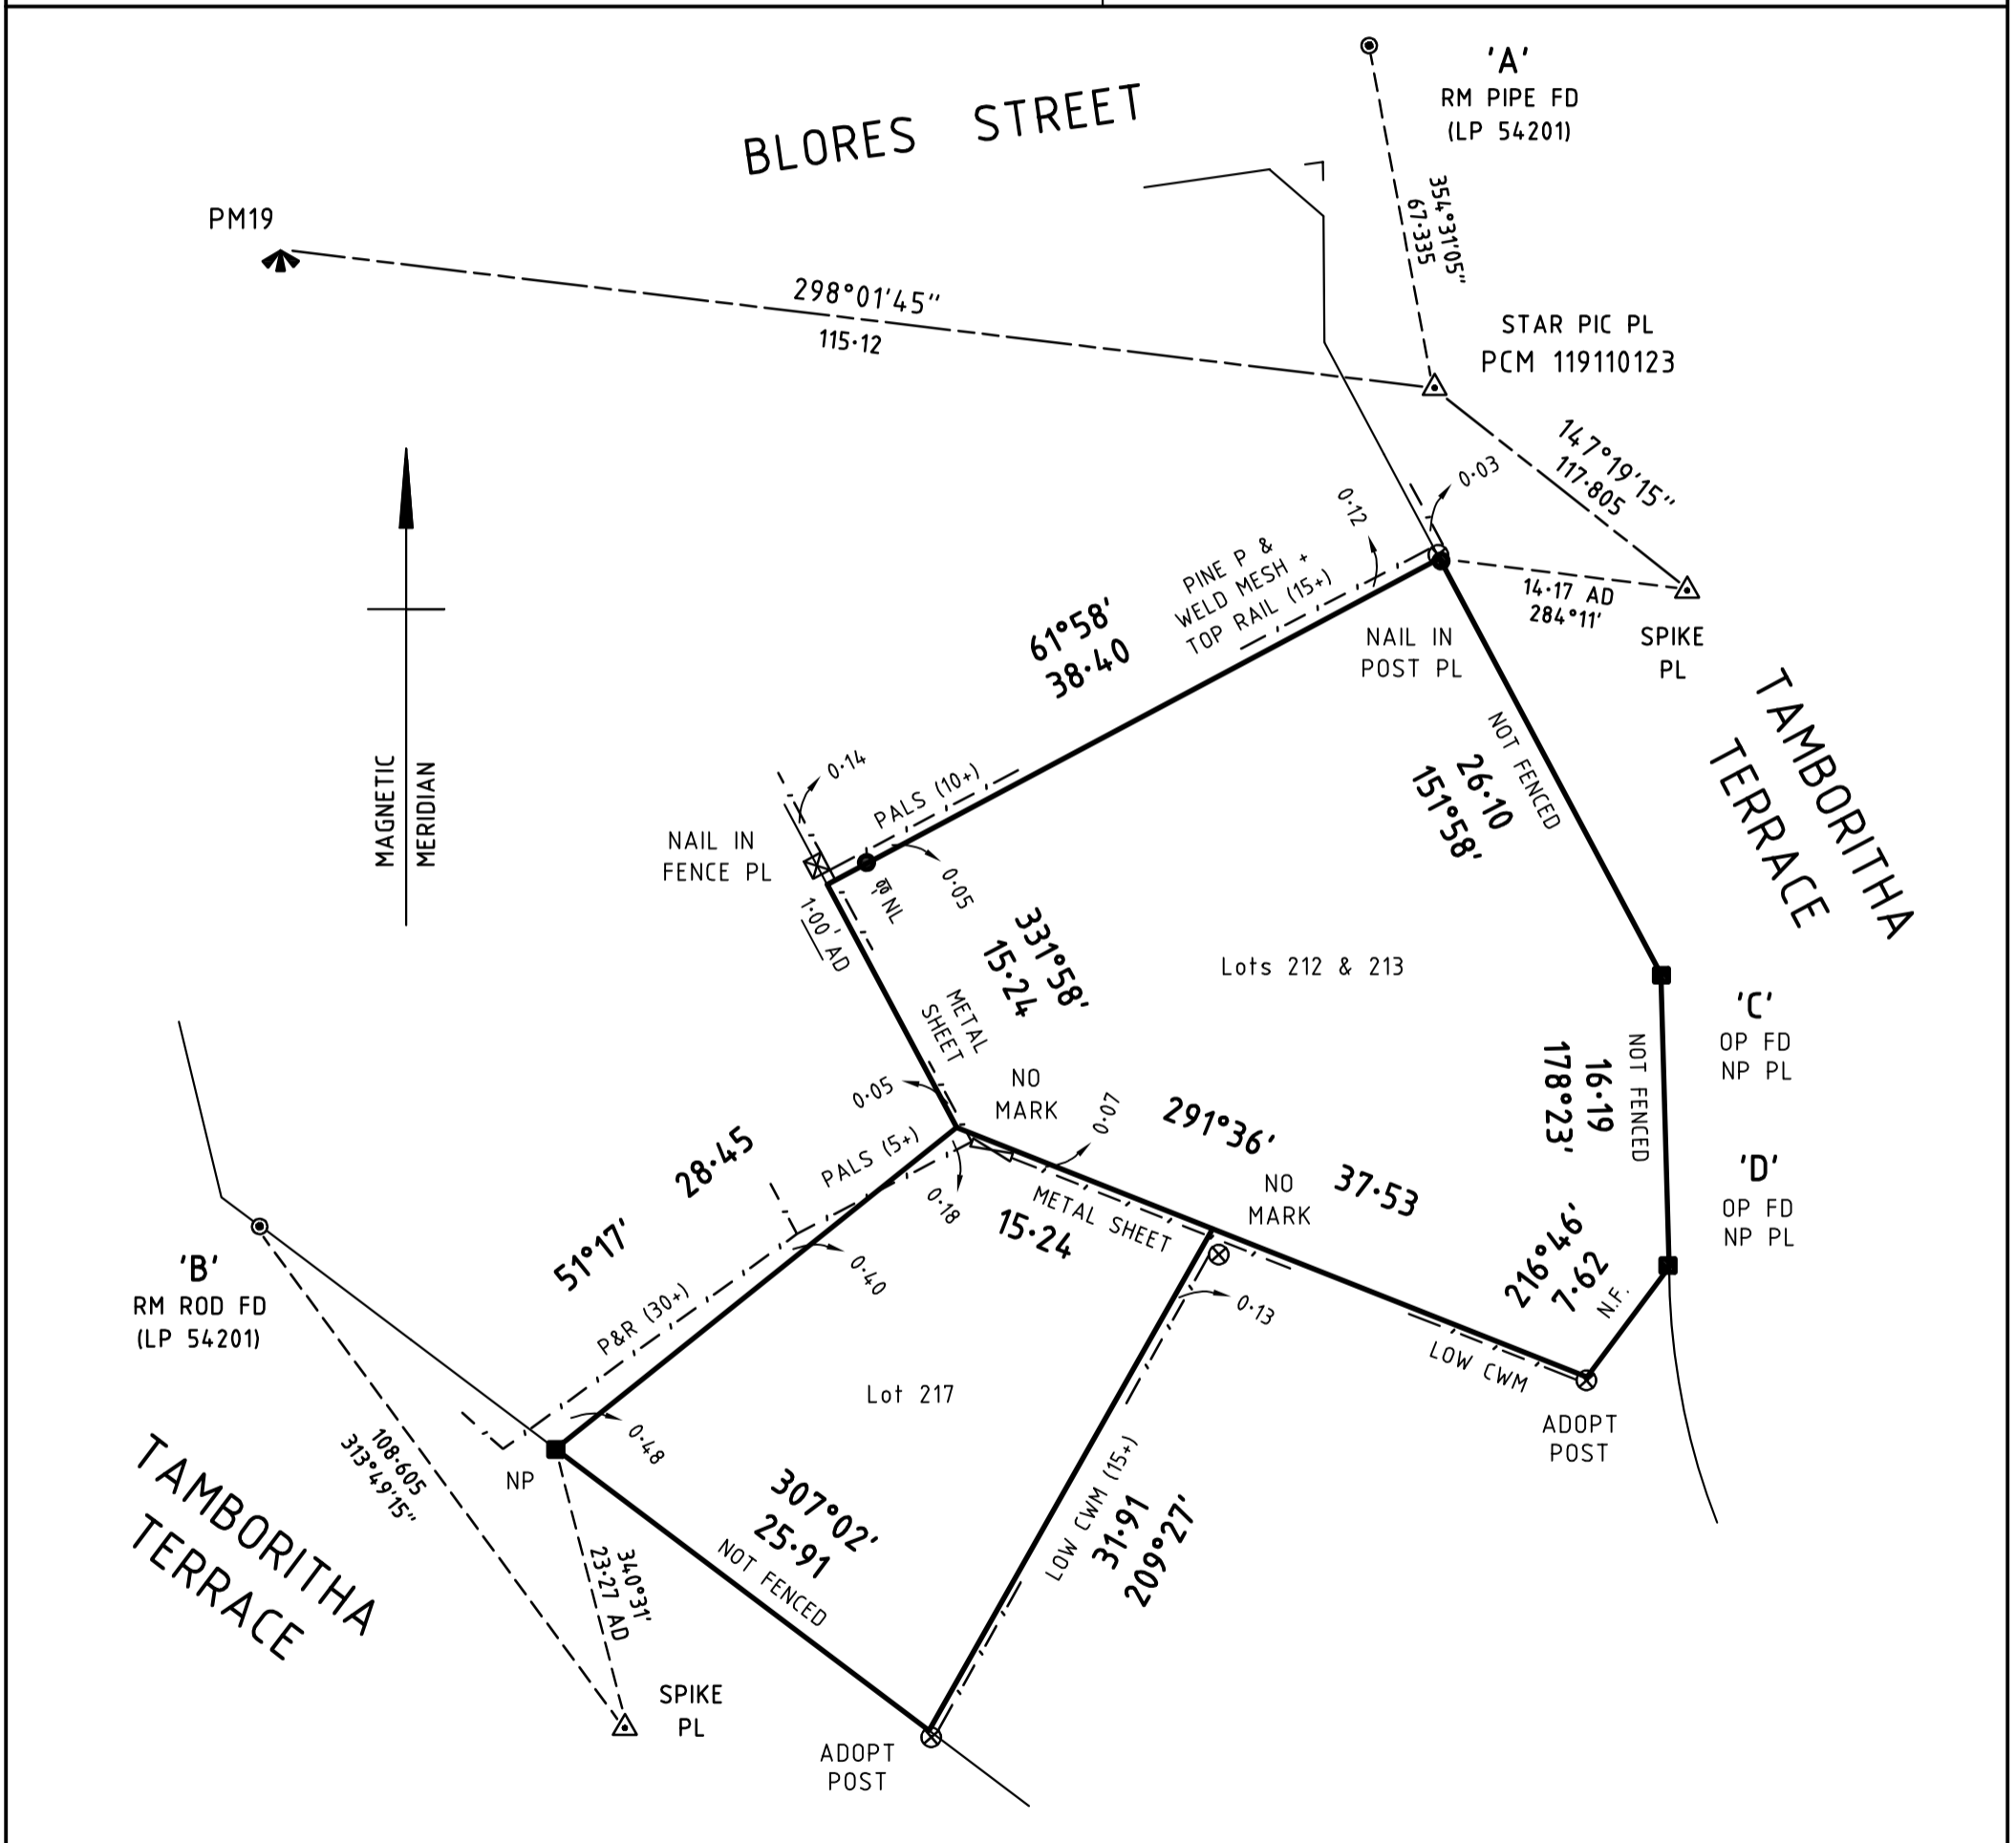 BLORES STREET
'A'
RM PIPE FD
(LP 54201)
354°31'05"
67·335
PM19
298°01'45"
115·12
STAR PIC PL
PCM 119110123
147°19'15"
117·805
0·03
0·12
PINE P &
WELD MESH +
TOP RAIL (15+)
61°58'
38·40
14·17 AD
284°11'
NAIL IN
POST PL
SPIKE
PL
TAMBORITHA
TERRACE
NOT FENCED
26·10
151°58'
MAGNETIC
MERIDIAN
0·14
PALS (10+)
NAIL IN
FENCE PL
0·05
NL
1·00 AD
331°58'
15·24
Lots 212 & 213
METAL
SHEET
'C'
OP FD
NP PL
NOT FENCED
16·19
178°23'
NO
MARK
0·05
0·07
291°36'
37·53
28·45
51°17'
PALS (5+)
0·18
METAL SHEET
15·24
NO
MARK
'D'
OP FD
NP PL
216°46'
7·62
N.F.
'B'
RM ROD FD
(LP 54201)
0·40
P&R (30+)
0·13
LOW CWM
Lot 217
ADOPT
POST
108·605
313°49'15"
0·48
NP
TAMBORITHA
TERRACE
307°02'
25·91
NOT FENCED
LOW CWM (15+)
31·91
209°27'
340°31'
23·27 AD
SPIKE
PL
ADOPT
POST